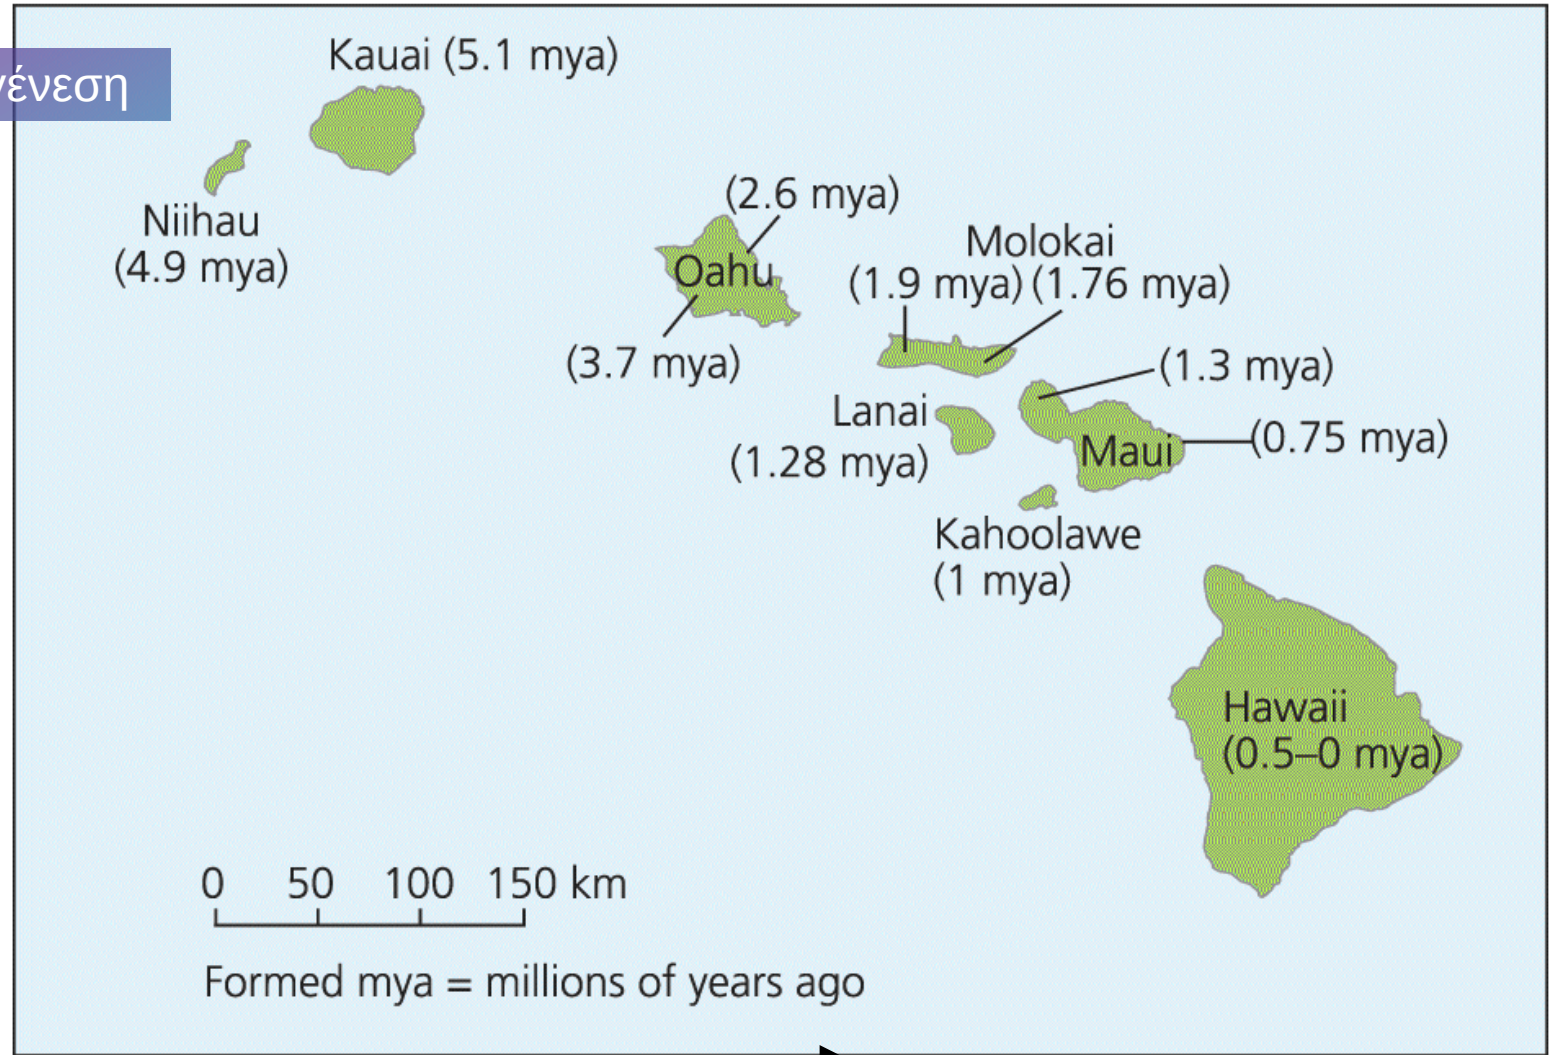 Kauai (5.1 mya)
γένεση
Niihau
(4.9 mya)
(2.6 mya)
Oahu
(3.7 mya)
Molokai
(1.9 mya) (1.76 mya)
(1.3 mya)
Lanai
(1.28 mya)
Maui
(0.75 mya)
Kahoolawe
(1 mya)
Hawaii
(0.5–0 mya)
0 50 100 150 km
Formed mya = millions of years ago